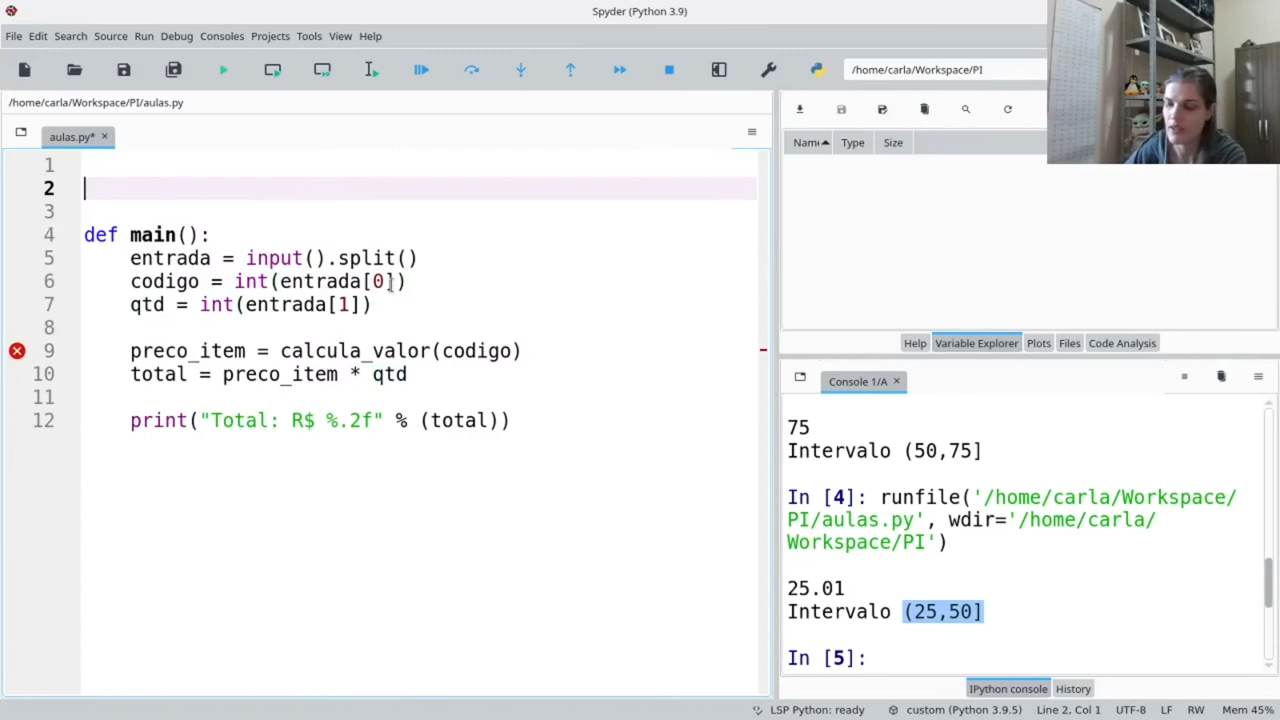 Spyder (Python 3.9)
File Edit Search Source Run Debug Consoles Projects Tools View Help
/home/carla/Workspace/PI
/home/carla/Workspace/PI/aulas.py
aulas.py*
1
2
3
4 def main():
5 entrada = input().split()
6 codigo = int(entrada[0])
7 qtd = int(entrada[1])
8
9 preco_item = calcula_valor(codigo)
10 total = preco_item * qtd
11
12 print("Total: R$ %.2f" % (total))
Name Type Size
Help Variable Explorer Plots Files Code Analysis
Console 1/A
75
Intervalo (50,75]
In [4]: runfile('/home/carla/Workspace/
PI/aulas.py', wdir='/home/carla/
Workspace/PI')
25.01
Intervalo (25,50]
In [5]:
IPython console History
LSP Python: ready custom (Python 3.9.5) Line 2, Col 1 UTF-8 LF RW Mem 45%